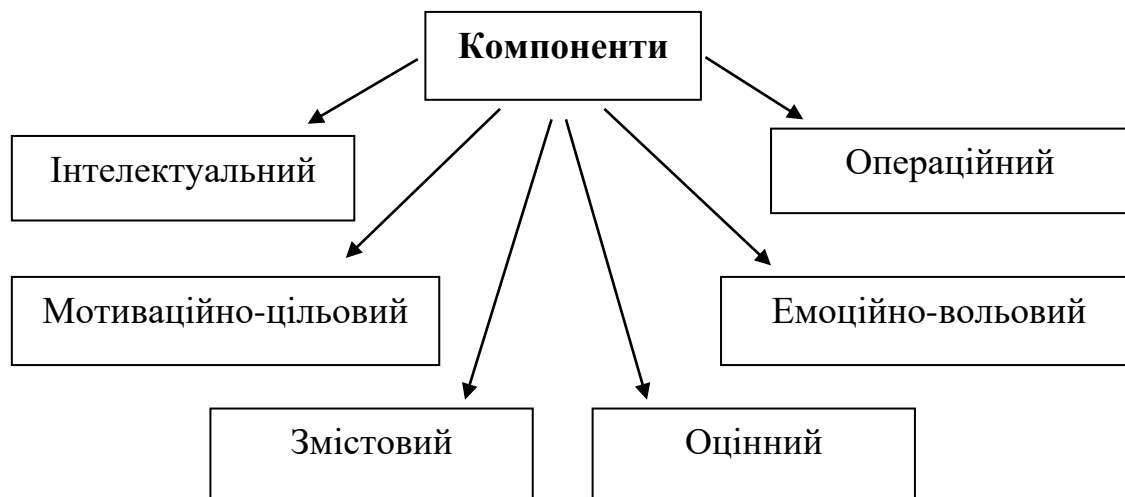 Компоненти
Інтелектуальний
Операційний
Мотиваційно-цільовий
Емоційно-вольовий
Змістовий
Оцінний